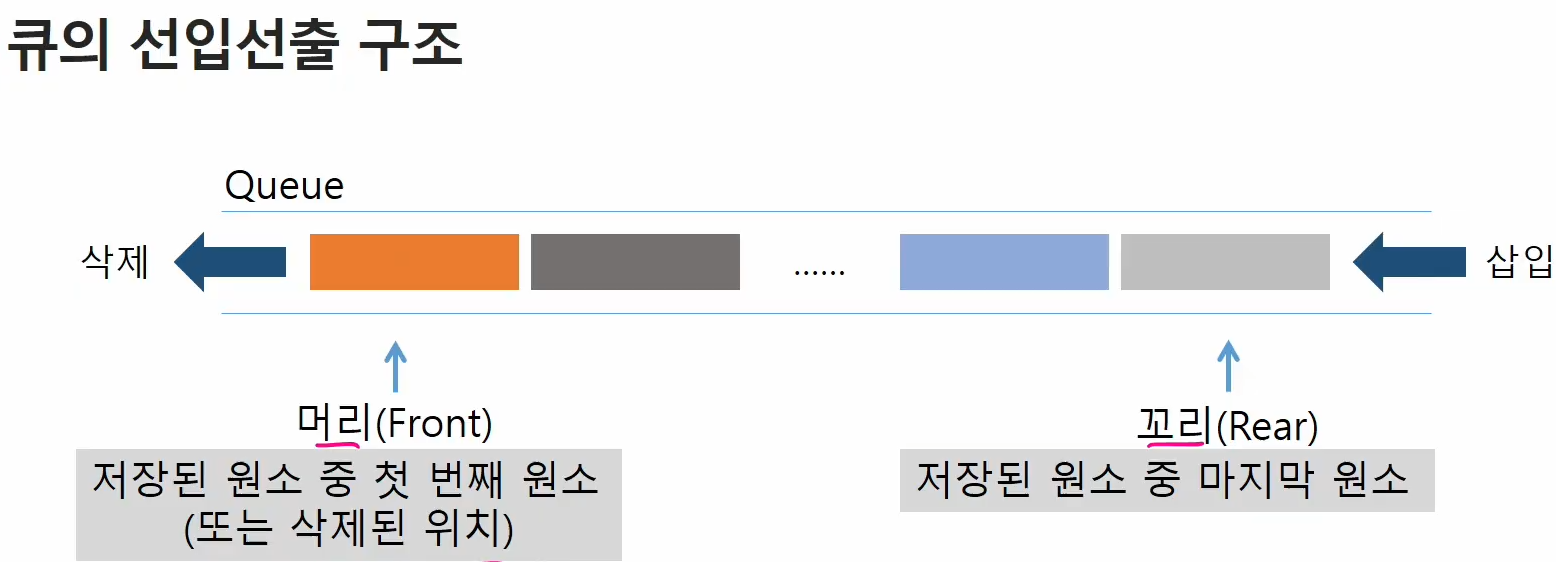 큐의 선입선출 구조
Queue
삭제
......
삽입
머리(Front)
저장된 원소 중 첫 번째 원소
(또는 삭제된 위치)
꼬리(Rear)
저장된 원소 중 마지막 원소